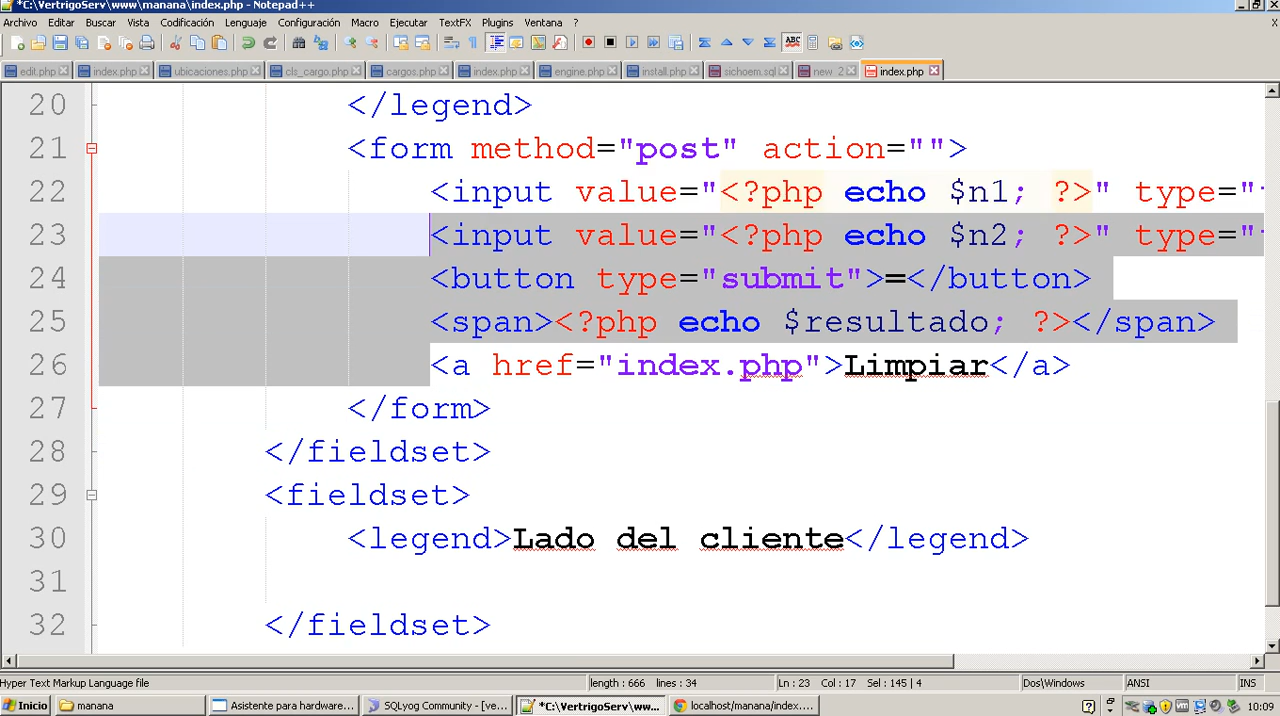 *C:\VertrigoServ\www\manana\index.php - Notepad++
Archivo Editar Buscar Vista Codificación Lenguaje Configuración Macro Ejecutar TextFX Plugins Ventana ?
edit.php index.php ubicaciones.php cls_cargo.php cargos.php index.php engine.php install.php sichoem.sql new 2 index.php
20 </legend>
21 <form method="post" action="">
22 <input value="<?php echo $n1; ?>" type="
23 <input value="<?php echo $n2; ?>" type="
24 <button type="submit">=</button>
25 <span><?php echo $resultado; ?></span>
26 <a href="index.php">Limpiar</a>
27 </form>
28 </fieldset>
29 <fieldset>
30 <legend>Lado del cliente</legend>
31
32 </fieldset>
Hyper Text Markup Language file length : 666 lines : 34 Ln : 23 Col : 17 Sel : 145 | 4 Dos\Windows ANSI INS
Inicio manana Asistente para hardware... SQLyog Community - [ve... *C:\VertrigoServ\www... localhost/manana/index.... 10:09